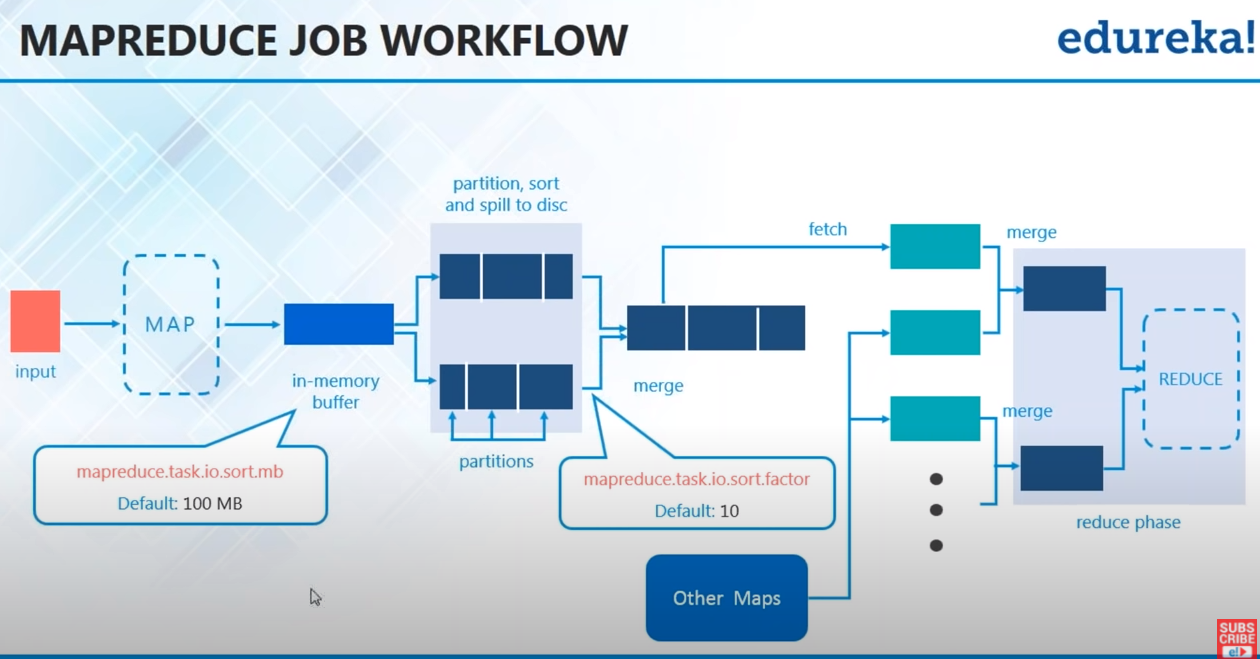 MAPREDUCE JOB WORKFLOW
edureka!
partition, sort
and spill to disc
fetch
merge
MAP
input
in-memory
buffer
merge
REDUCE
merge
mapreduce.task.io.sort.mb
Default: 100 MB
partitions
mapreduce.task.io.sort.factor
Default: 10
reduce phase
Other Maps
SUBS
CRIBE
e!